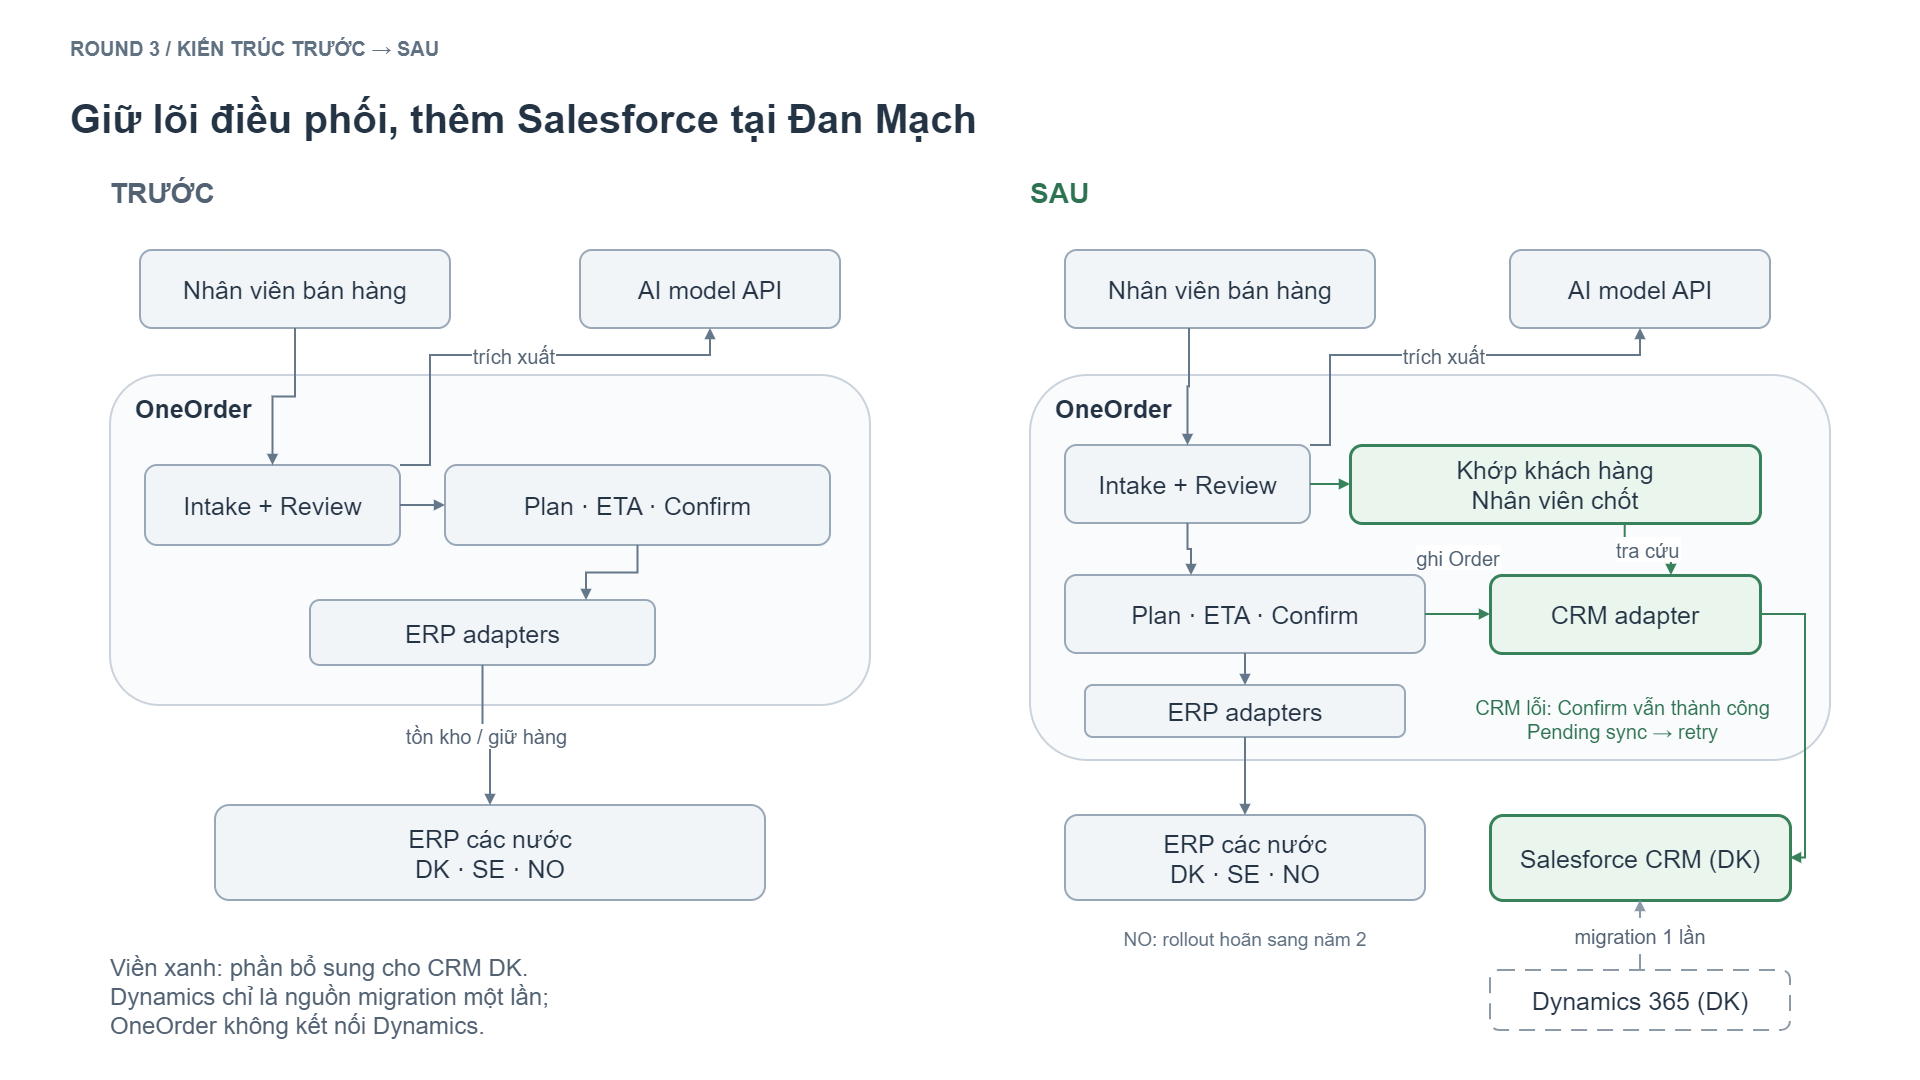 ROUND 3 / KIẾN TRÚC TRƯỚC → SAU
Giữ lõi điều phối, thêm Salesforce tại Đan Mạch
TRƯỚC
Nhân viên bán hàng
AI model API
trích xuất
OneOrder
Intake + Review
Plan · ETA · Confirm
ERP adapters
tồn kho / giữ hàng
ERP các nước
DK · SE · NO
Viền xanh: phần bổ sung cho CRM DK.
Dynamics chỉ là nguồn migration một lần;
OneOrder không kết nối Dynamics.
SAU
Nhân viên bán hàng
AI model API
trích xuất
OneOrder
Intake + Review
Khớp khách hàng
Nhân viên chốt
tra cứu
ghi Order
Plan · ETA · Confirm
CRM adapter
ERP adapters
CRM lỗi: Confirm vẫn thành công
Pending sync → retry
ERP các nước
DK · SE · NO
Salesforce CRM (DK)
NO: rollout hoãn sang năm 2
migration 1 lần
Dynamics 365 (DK)